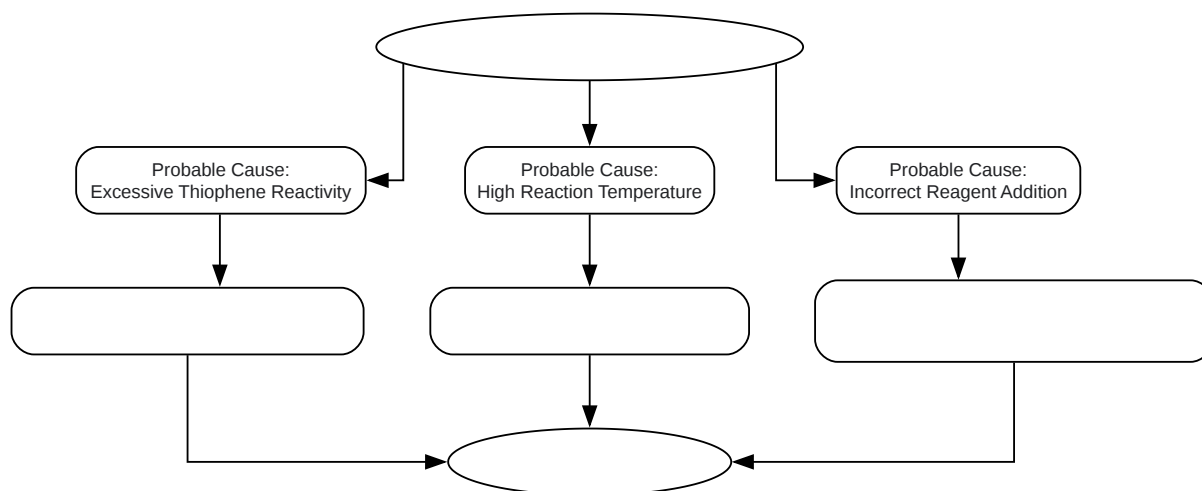 Probable Cause:
Excessive Thiophene Reactivity
Probable Cause:
High Reaction Temperature
Probable Cause:
Incorrect Reagent Addition